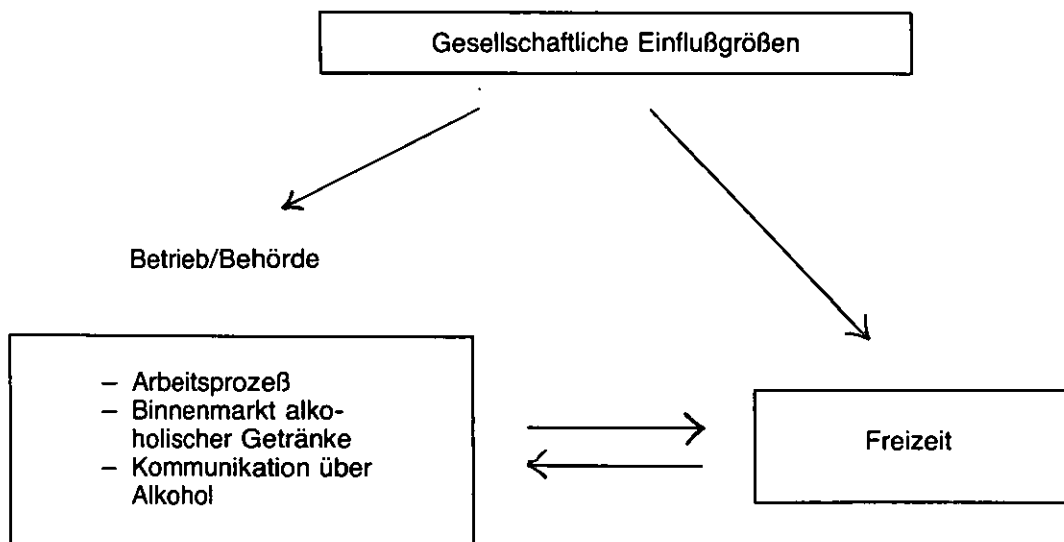 Gesellschaftliche Einflußgrößen
Betrieb/Behörde
– Arbeitsprozeß
– Binnenmarkt alko-
holischer Getränke
– Kommunikation über
Alkohol
Freizeit